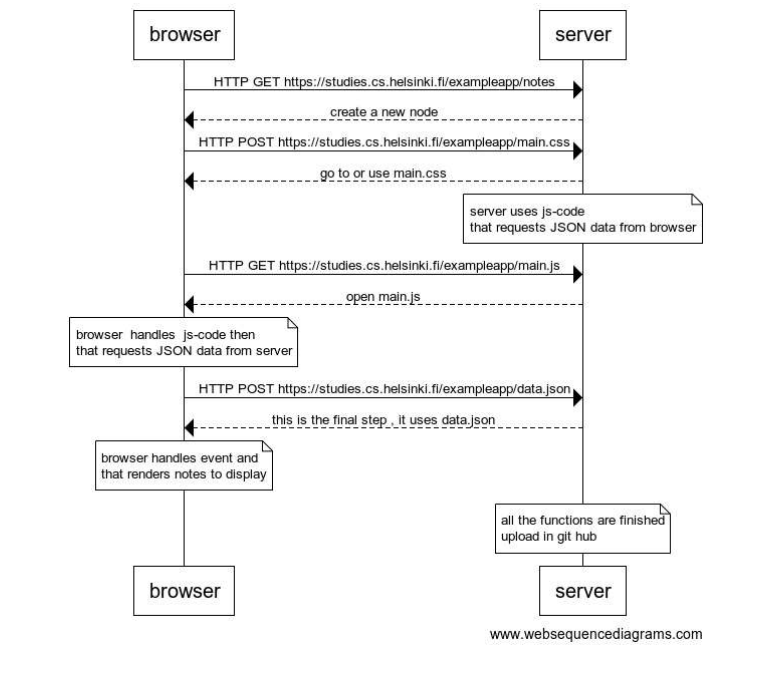 browser
server
HTTP GET https://studies.cs.helsinki.fi/exampleapp/notes
create a new node
HTTP POST https://studies.cs.helsinki.fi/exampleapp/main.css
go to or use main.css
server uses js-code
that requests JSON data from browser
HTTP GET https://studies.cs.helsinki.fi/exampleapp/main.js
open main.js
browser  handles  js-code then
that requests JSON data from server
HTTP POST https://studies.cs.helsinki.fi/exampleapp/data.json
this is the final step , it uses data.json
browser handles event and
that renders notes to display
all the functions are finished
upload in git hub
browser
server
www.websequencediagrams.com